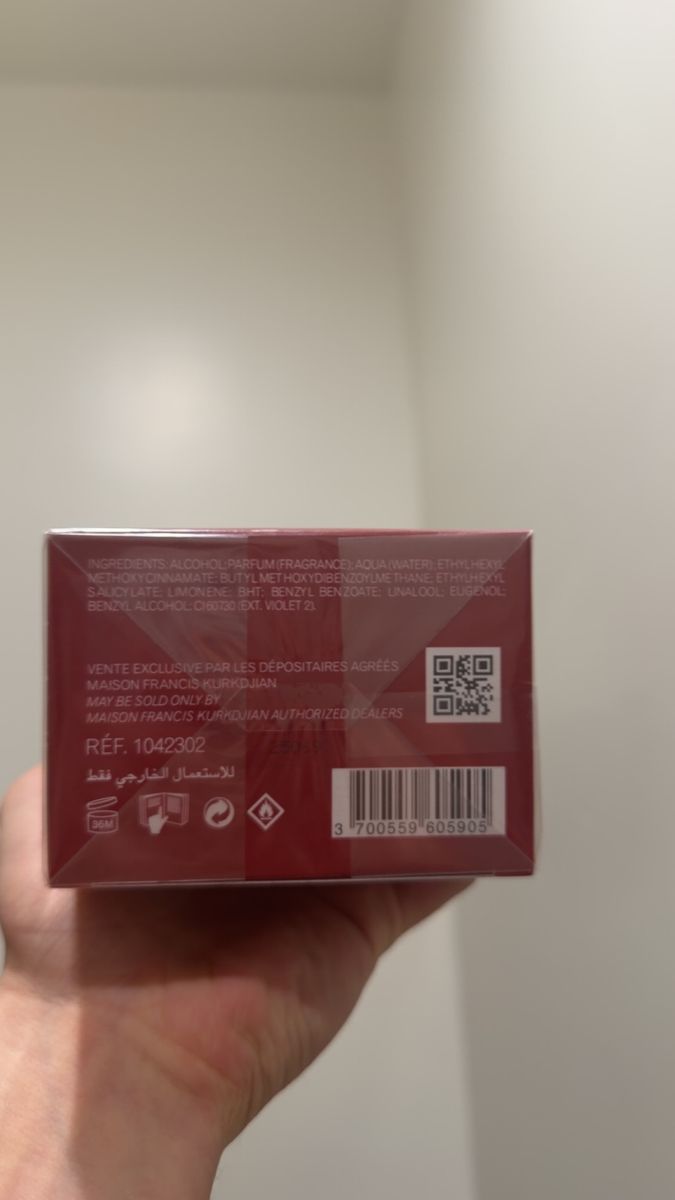 INGREDIENTS: ALCOHOL; PARFUM (FRAGRANCE); AQUA (WATER); ETHYLHEXYL
METHOXYCINNAMATE; BUTYL METHOXYDIBENZOYLMETHANE; ETHYLHEXYL
SALICYLATE; LIMONENE; BHT; BENZYL BENZOATE; LINALOOL; EUGENOL;
BENZYL ALCOHOL; CI 60730 (EXT. VIOLET 2).
VENTE EXCLUSIVE PAR LES DÉPOSITAIRES AGRÉÉS
MAISON FRANCIS KURKDJIAN
MAY BE SOLD ONLY BY
MAISON FRANCIS KURKDJIAN AUTHORIZED DEALERS
RÉF. 1042302
للاستعمال الخارجي فقط
36M
3 700559 605905